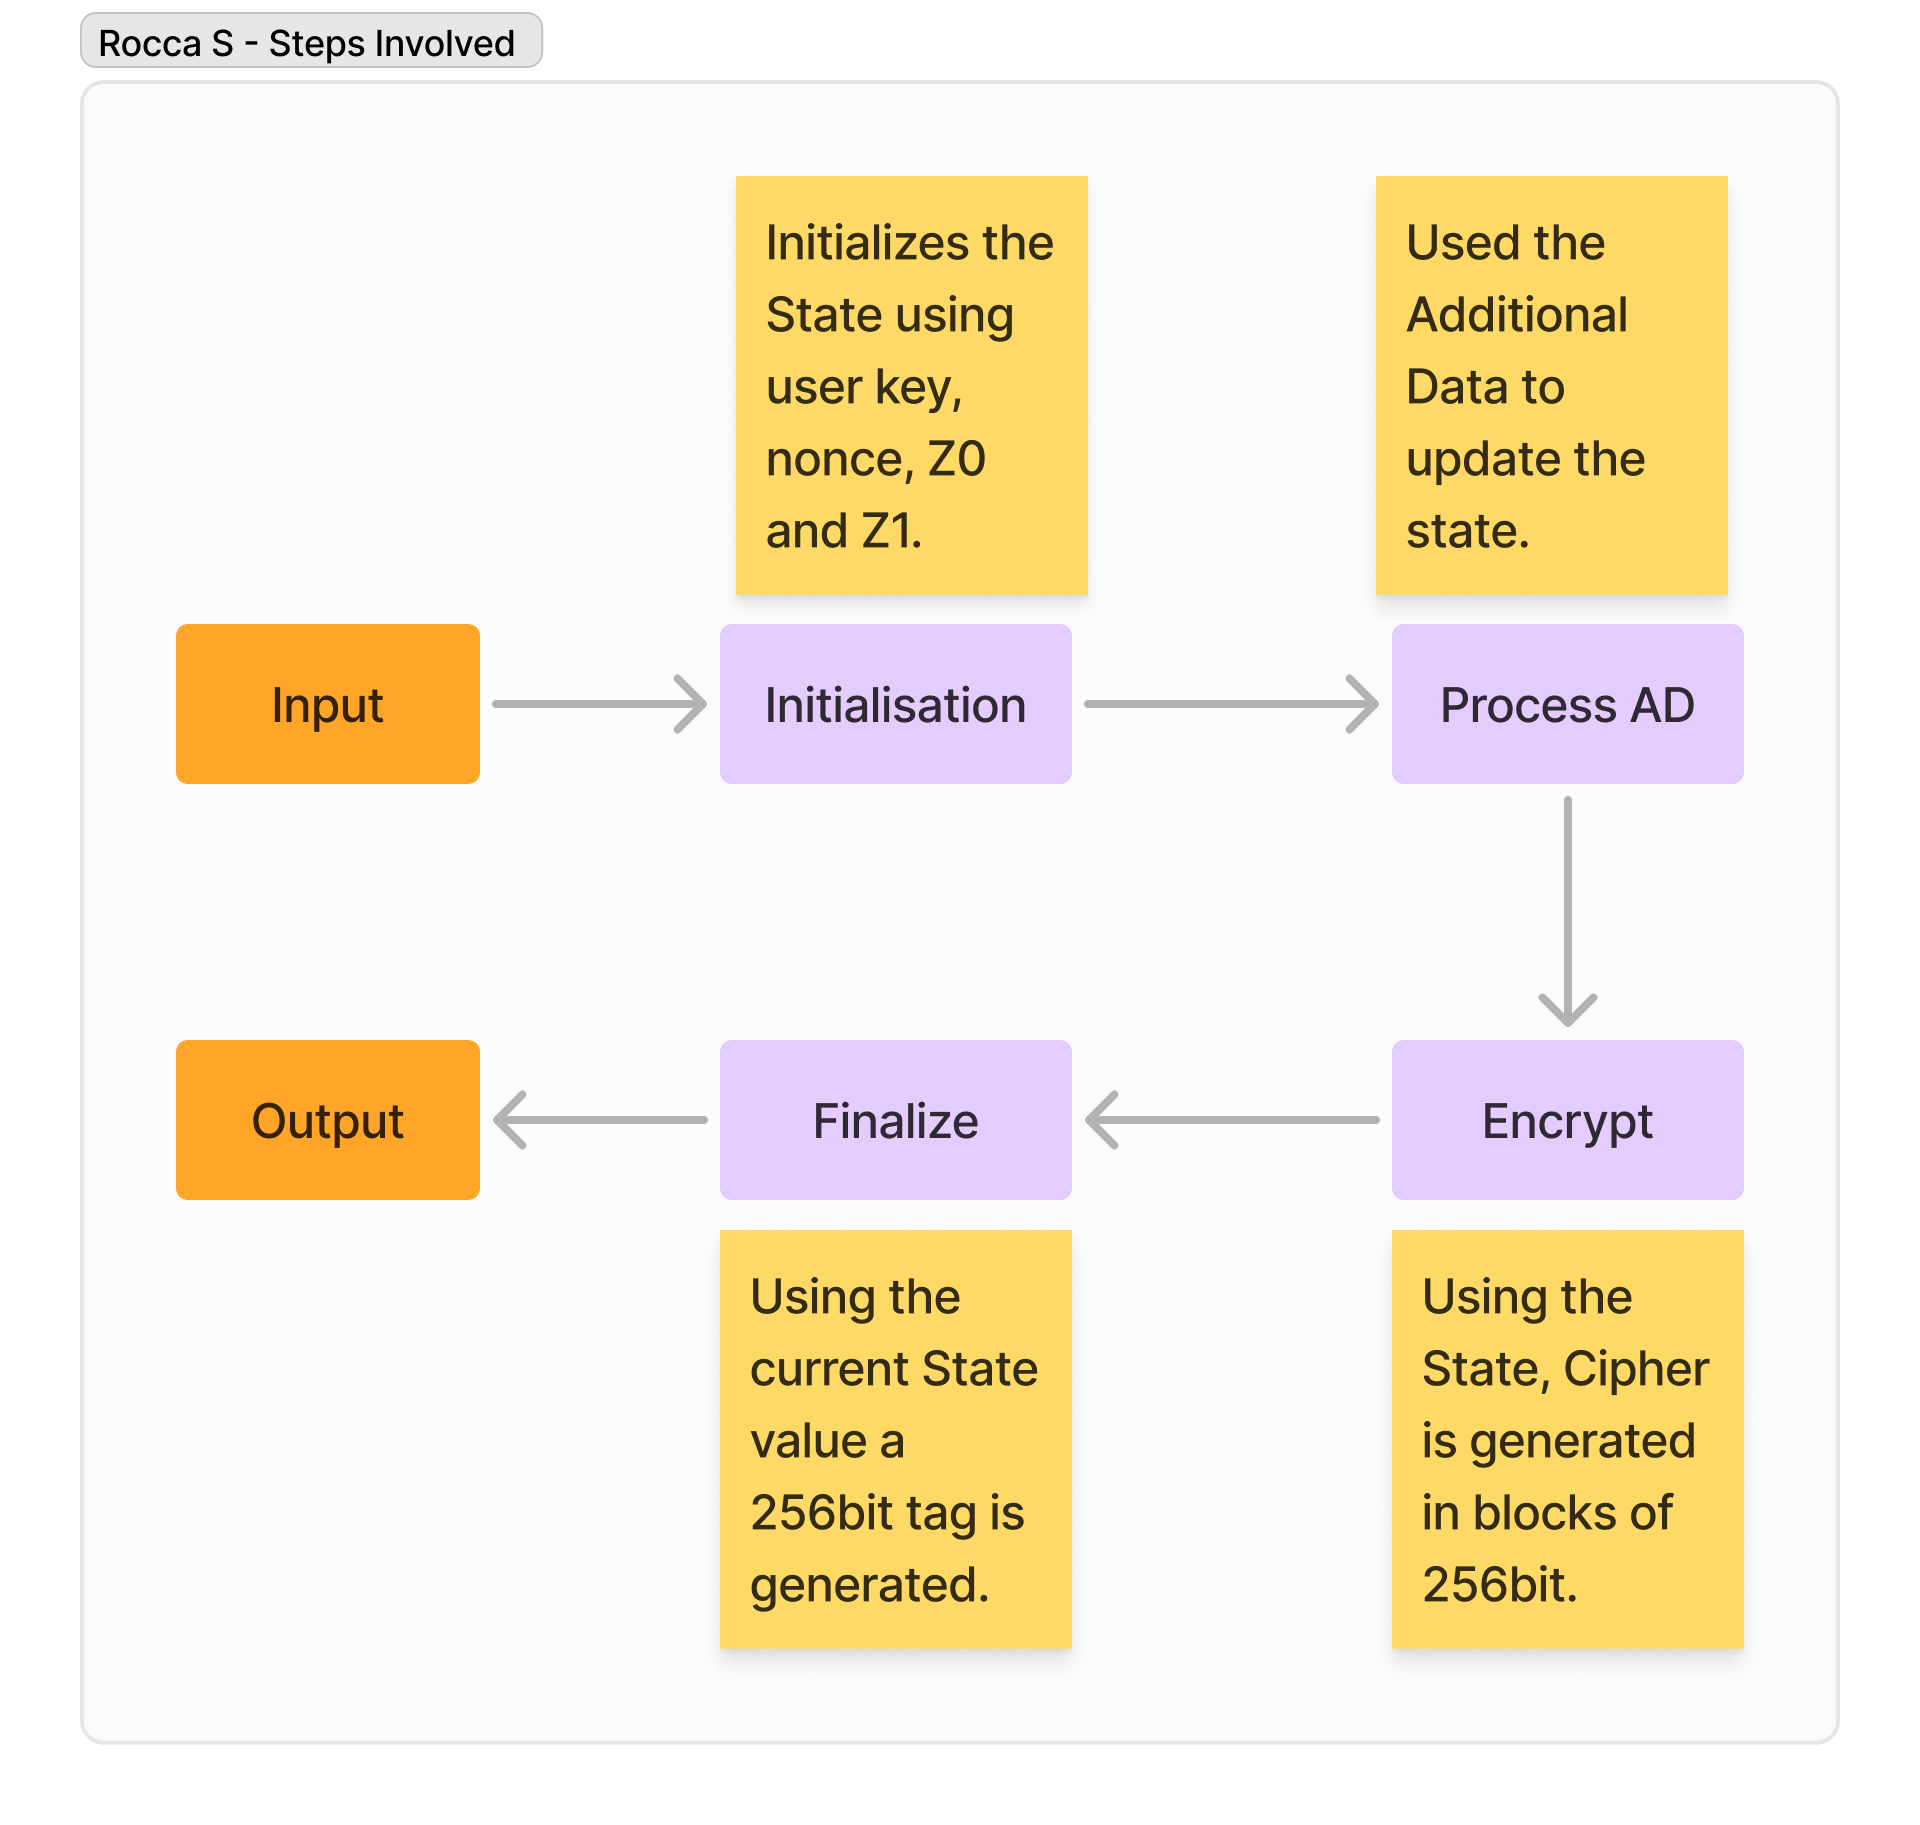 Rocca S - Steps Involved
Initializes the
State using
user key,
nonce, Z0
and Z1.
Used the
Additional
Data to
update the
state.
Input
Initialisation
Process AD
Output
Finalize
Encrypt
Using the
current State
value a
256bit tag is
generated.
Using the
State, Cipher
is generated
in blocks of
256bit.